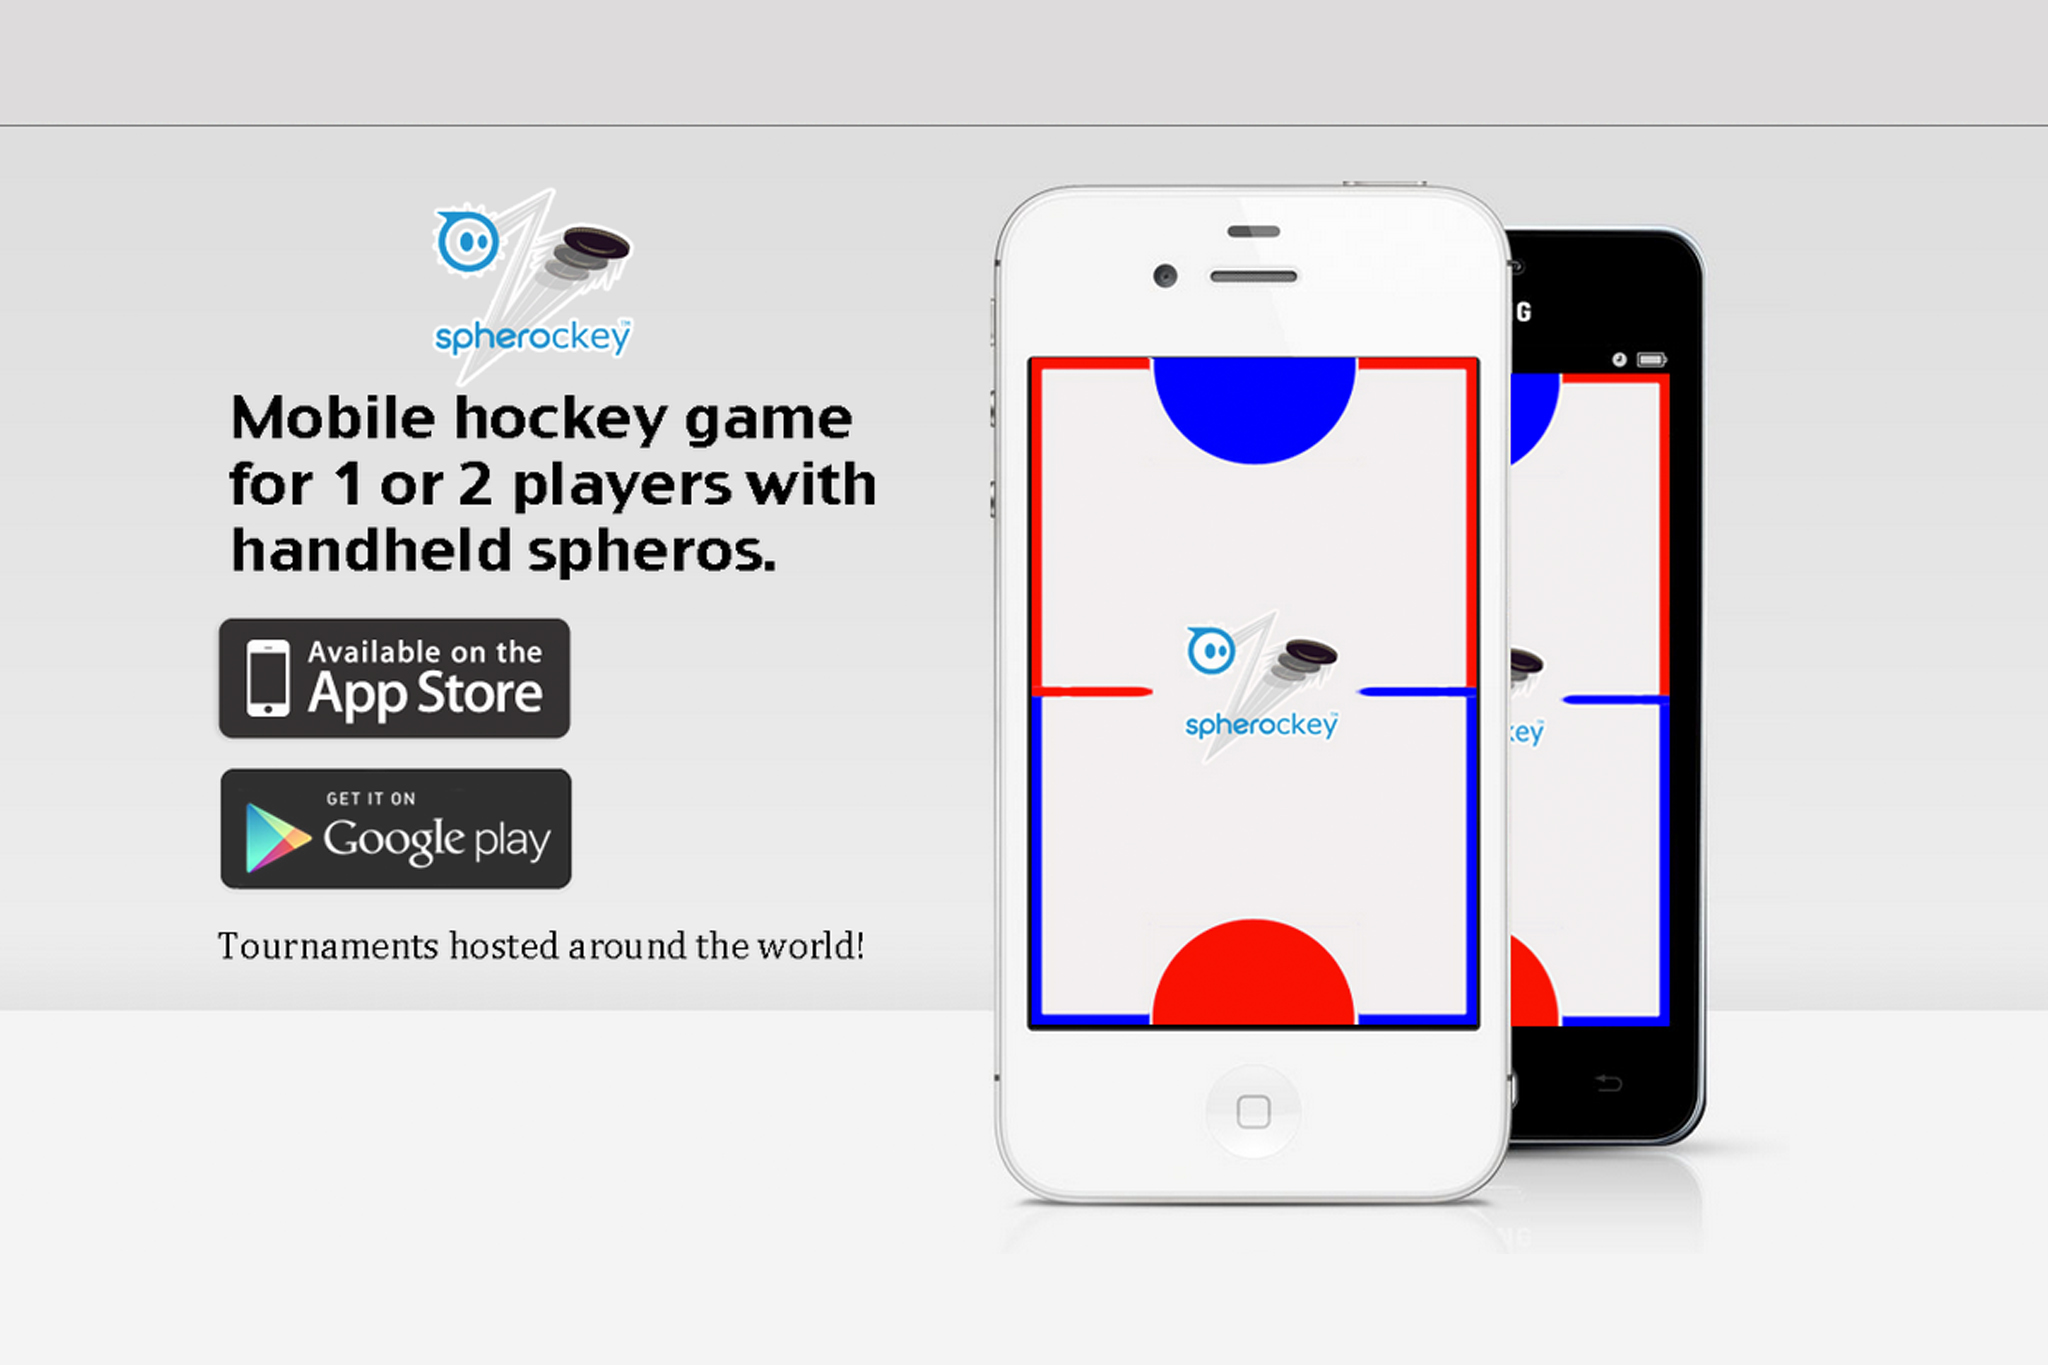 spherockey™
Mobile hockey game
for 1 or 2 players with
handheld spheros.
Available on the
App Store
GET IT ON
Google play
Tournaments hosted around the world!
spherockey™
G
key™
NG